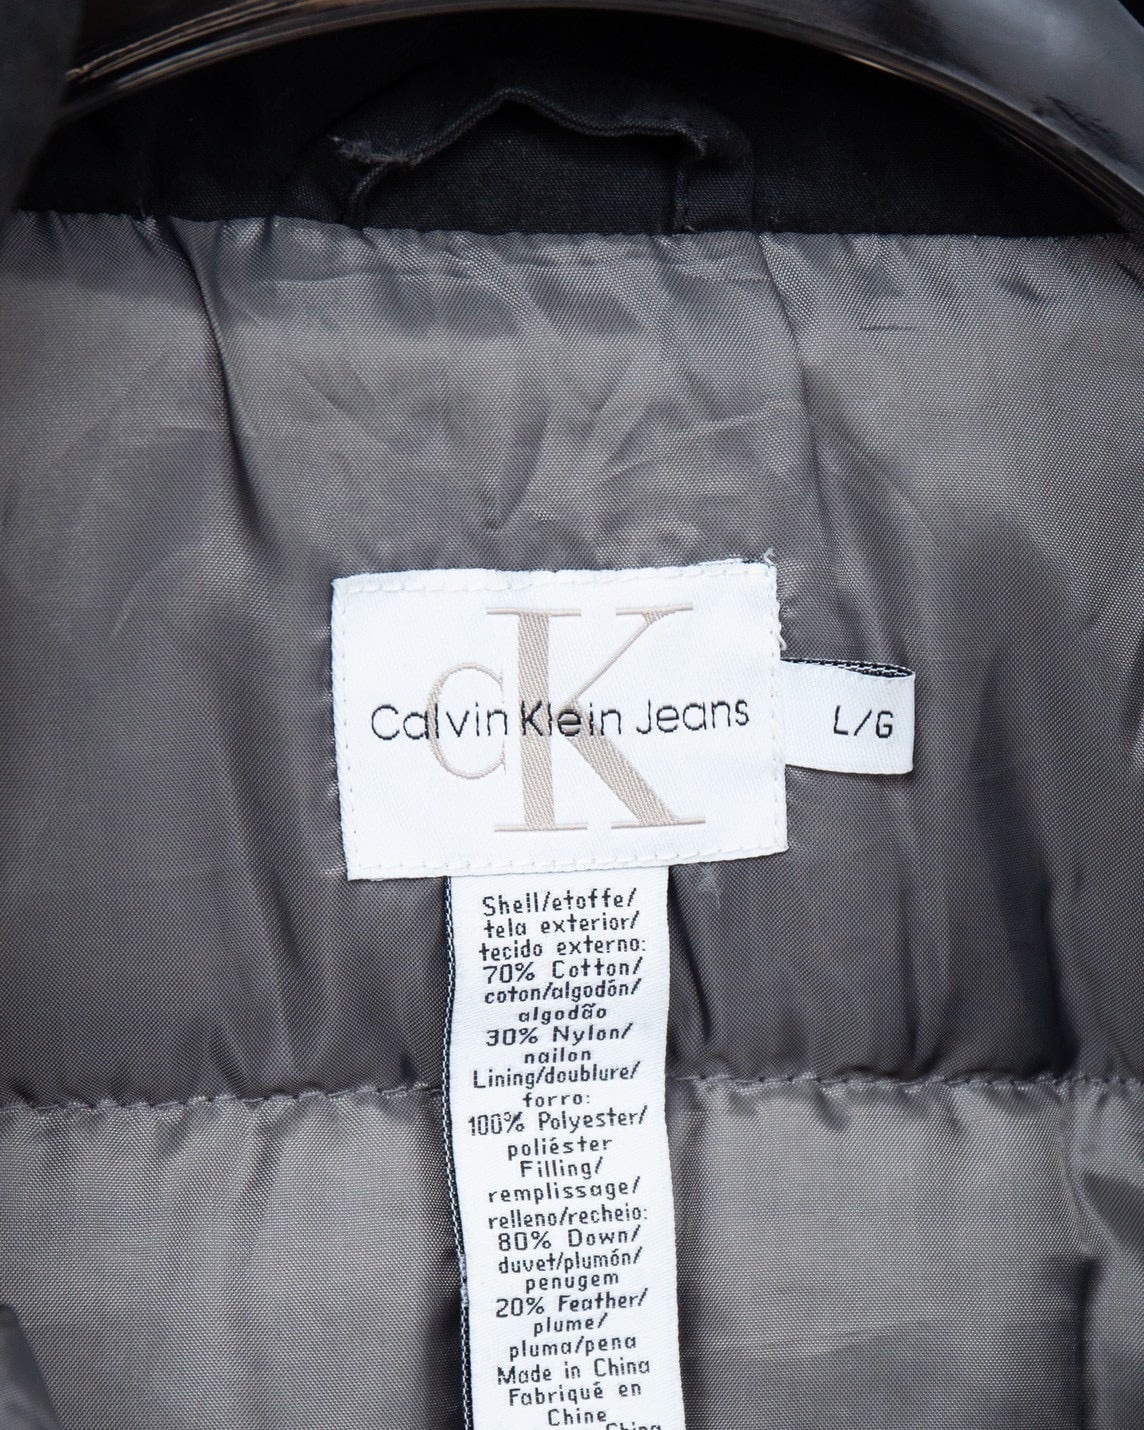 cK
Calvin Klein Jeans
L/G
Shell/etoffe/
tela exterior/
tecido externo:
70% Cotton/
coton/algodón/
algodão
30% Nylon/
nailon
Lining/doublure/
forro:
100% Polyester/
poliéster
Filling/
remplissage/
relleno/recheio:
80% Down/
duvet/plumón/
penugem
20% Feather/
plume/
pluma/pena
Made in China
Fabriqué en
Chine
China